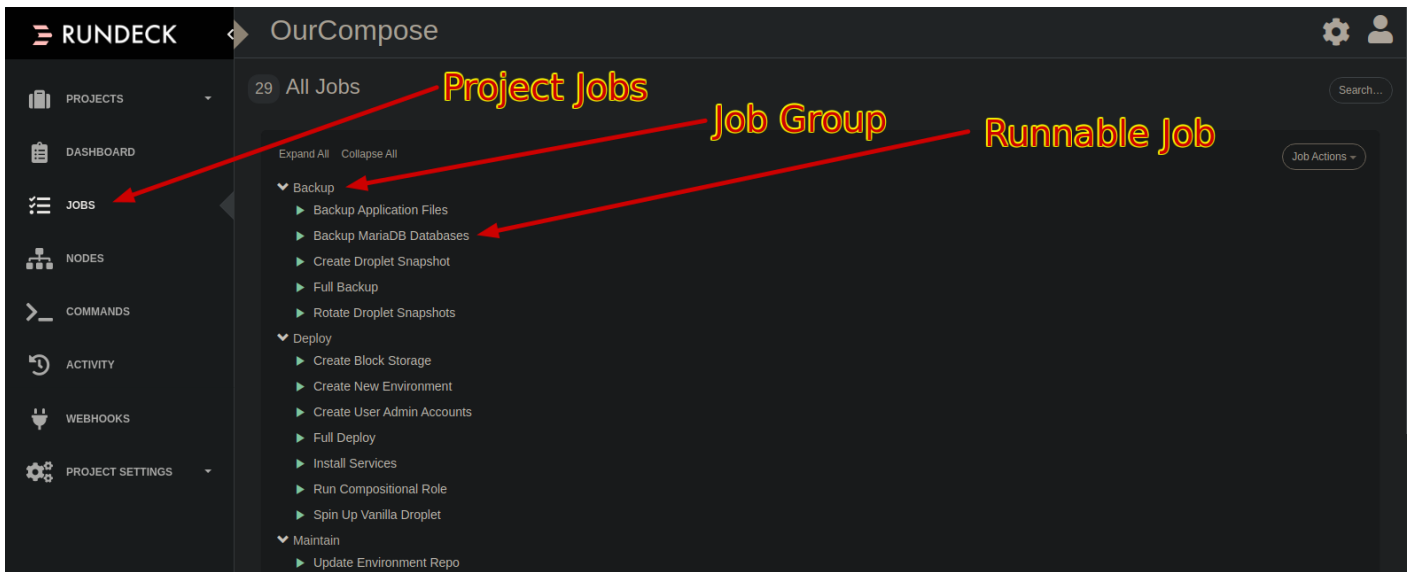 RUNDECK
OurCompose
PROJECTS
DASHBOARD
JOBS
NODES
COMMANDS
ACTIVITY
WEBHOOKS
PROJECT SETTINGS
29 All Jobs
Project Jobs
Search...
Job Group
Runnable Job
Expand All Collapse All
Job Actions
Backup
Backup Application Files
Backup MariaDB Databases
Create Droplet Snapshot
Full Backup
Rotate Droplet Snapshots
Deploy
Create Block Storage
Create New Environment
Create User Admin Accounts
Full Deploy
Install Services
Run Compositional Role
Spin Up Vanilla Droplet
Maintain
Update Environment Repo